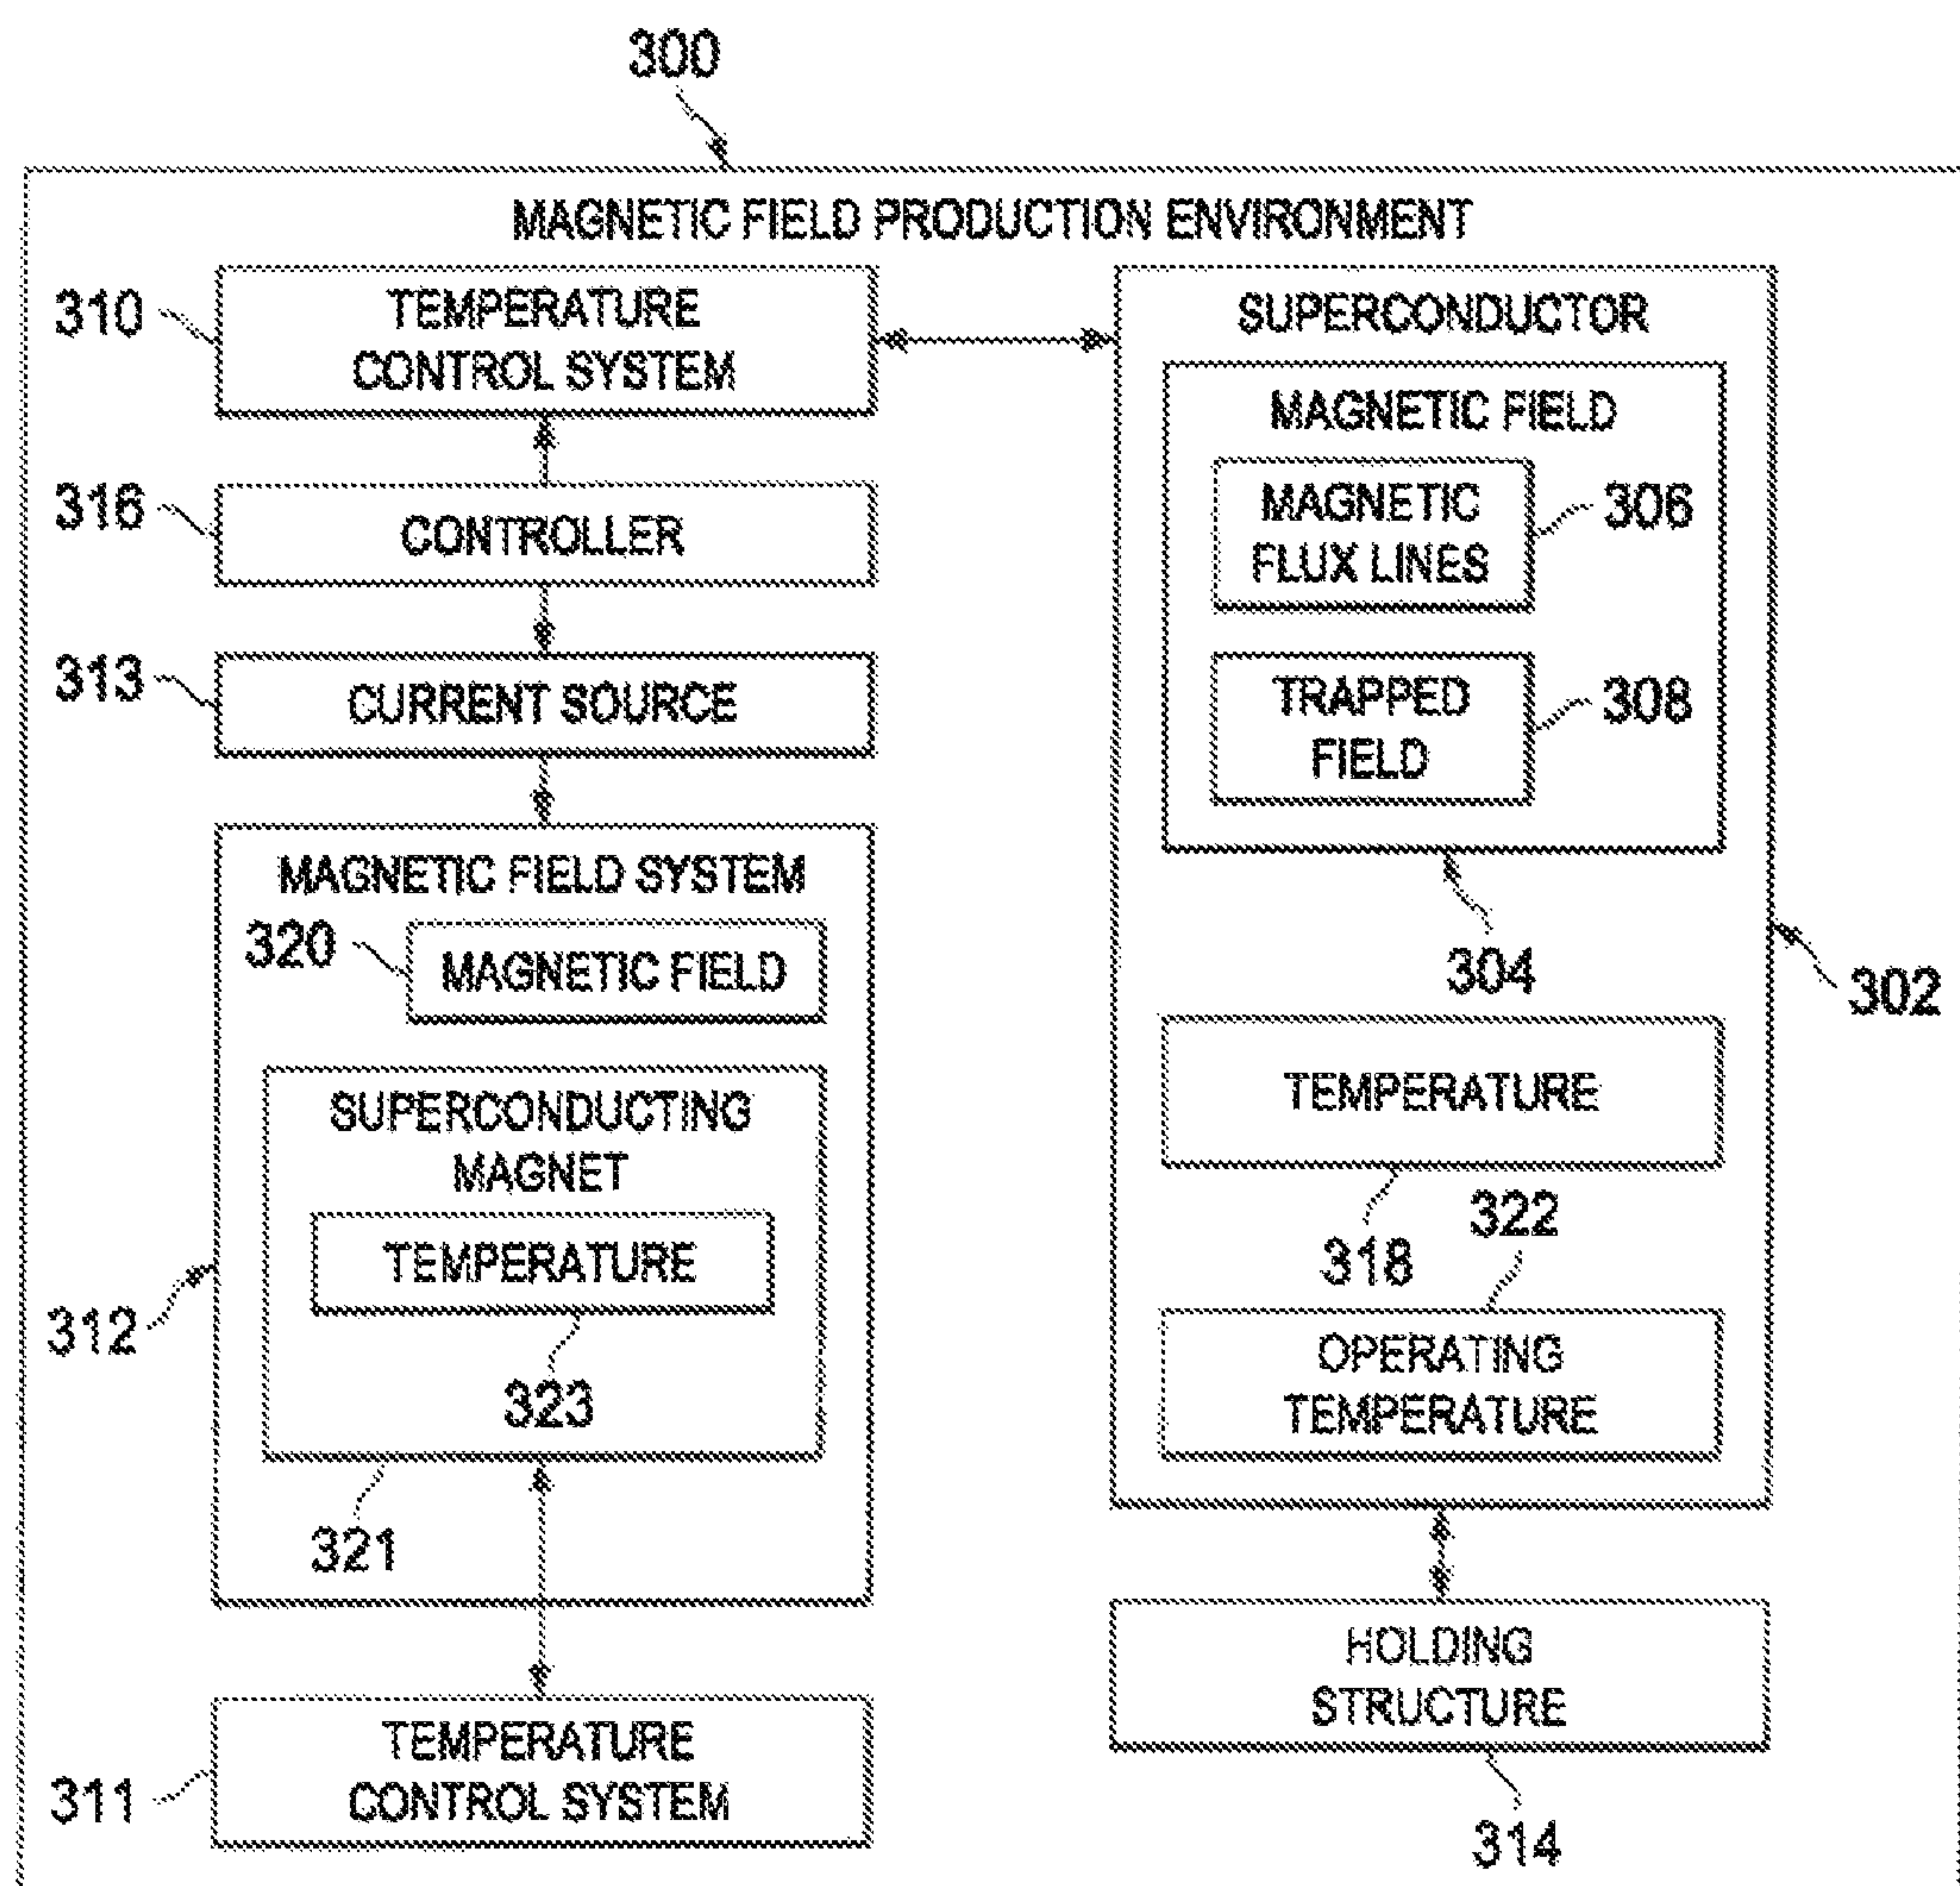 300
MAGNETIC FIELD PRODUCTION ENVIRONMENT
310
TEMPERATURE
CONTROL SYSTEM
316
CONTROLLER
313
CURRENT SOURCE
MAGNETIC FIELD SYSTEM
320
MAGNETIC FIELD
SUPERCONDUCTING
MAGNET
TEMPERATURE
323
312
321
TEMPERATURE
CONTROL SYSTEM
311
SUPERCONDUCTOR
MAGNETIC FIELD
MAGNETIC
FLUX LINES
306
TRAPPED
FIELD
308
304
302
TEMPERATURE
318
322
OPERATING
TEMPERATURE
HOLDING
STRUCTURE
314